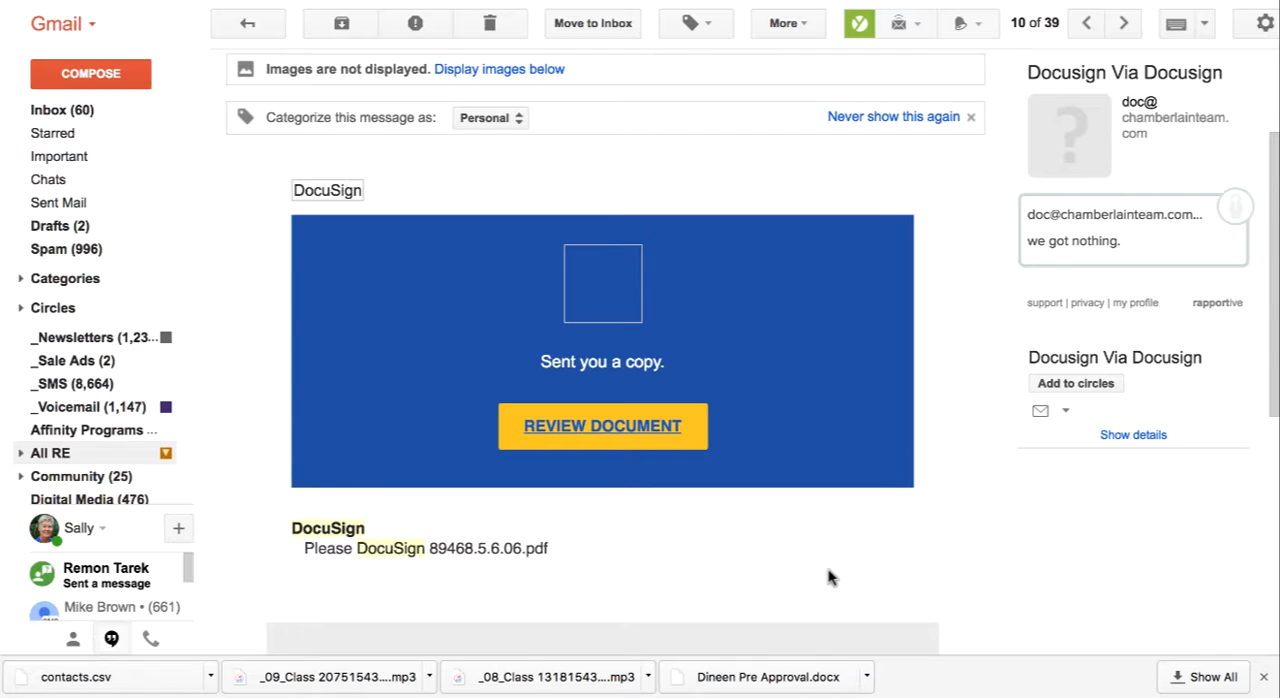 Gmail
Move to Inbox
More
10 of 39
COMPOSE
Inbox (60)
Starred
Important
Chats
Sent Mail
Drafts (2)
Spam (996)
Categories
Circles
_Newsletters (1,23...
_Sale Ads (2)
_SMS (8,664)
_Voicemail (1,147)
Affinity Programs ...
All RE
Community (25)
Digital Media (476)
Sally
Remon Tarek
Sent a message
Mike Brown • (661)
Images are not displayed. Display images below
Categorize this message as: Personal
Never show this again
DocuSign
Sent you a copy.
REVIEW DOCUMENT
DocuSign
Please DocuSign 89468.5.6.06.pdf
Docusign Via Docusign
doc@
chamberlainteam.
com
doc@chamberlainteam.com...
we got nothing.
support | privacy | my profile
rapportive
Docusign Via Docusign
Add to circles
Show details
contacts.csv
_09_Class 20751543....mp3
_08_Class 13181543....mp3
Dineen Pre Approval.docx
Show All